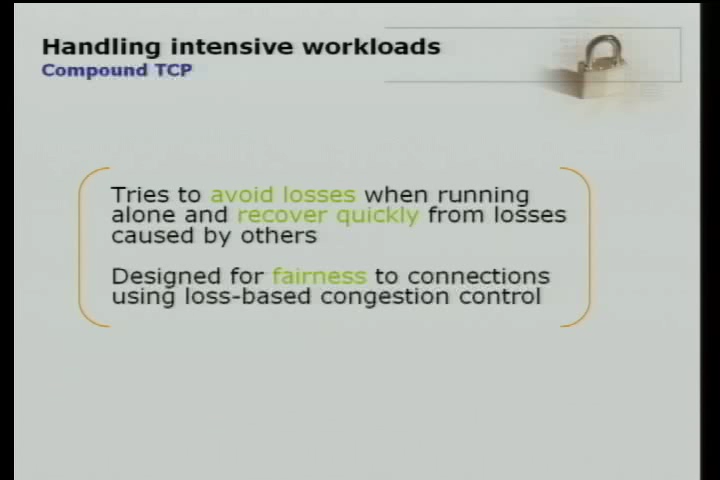 Handling intensive workloads
Compound TCP
Tries to avoid losses when running
alone and recover quickly from losses
caused by others
Designed for fairness to connections
using loss-based congestion control